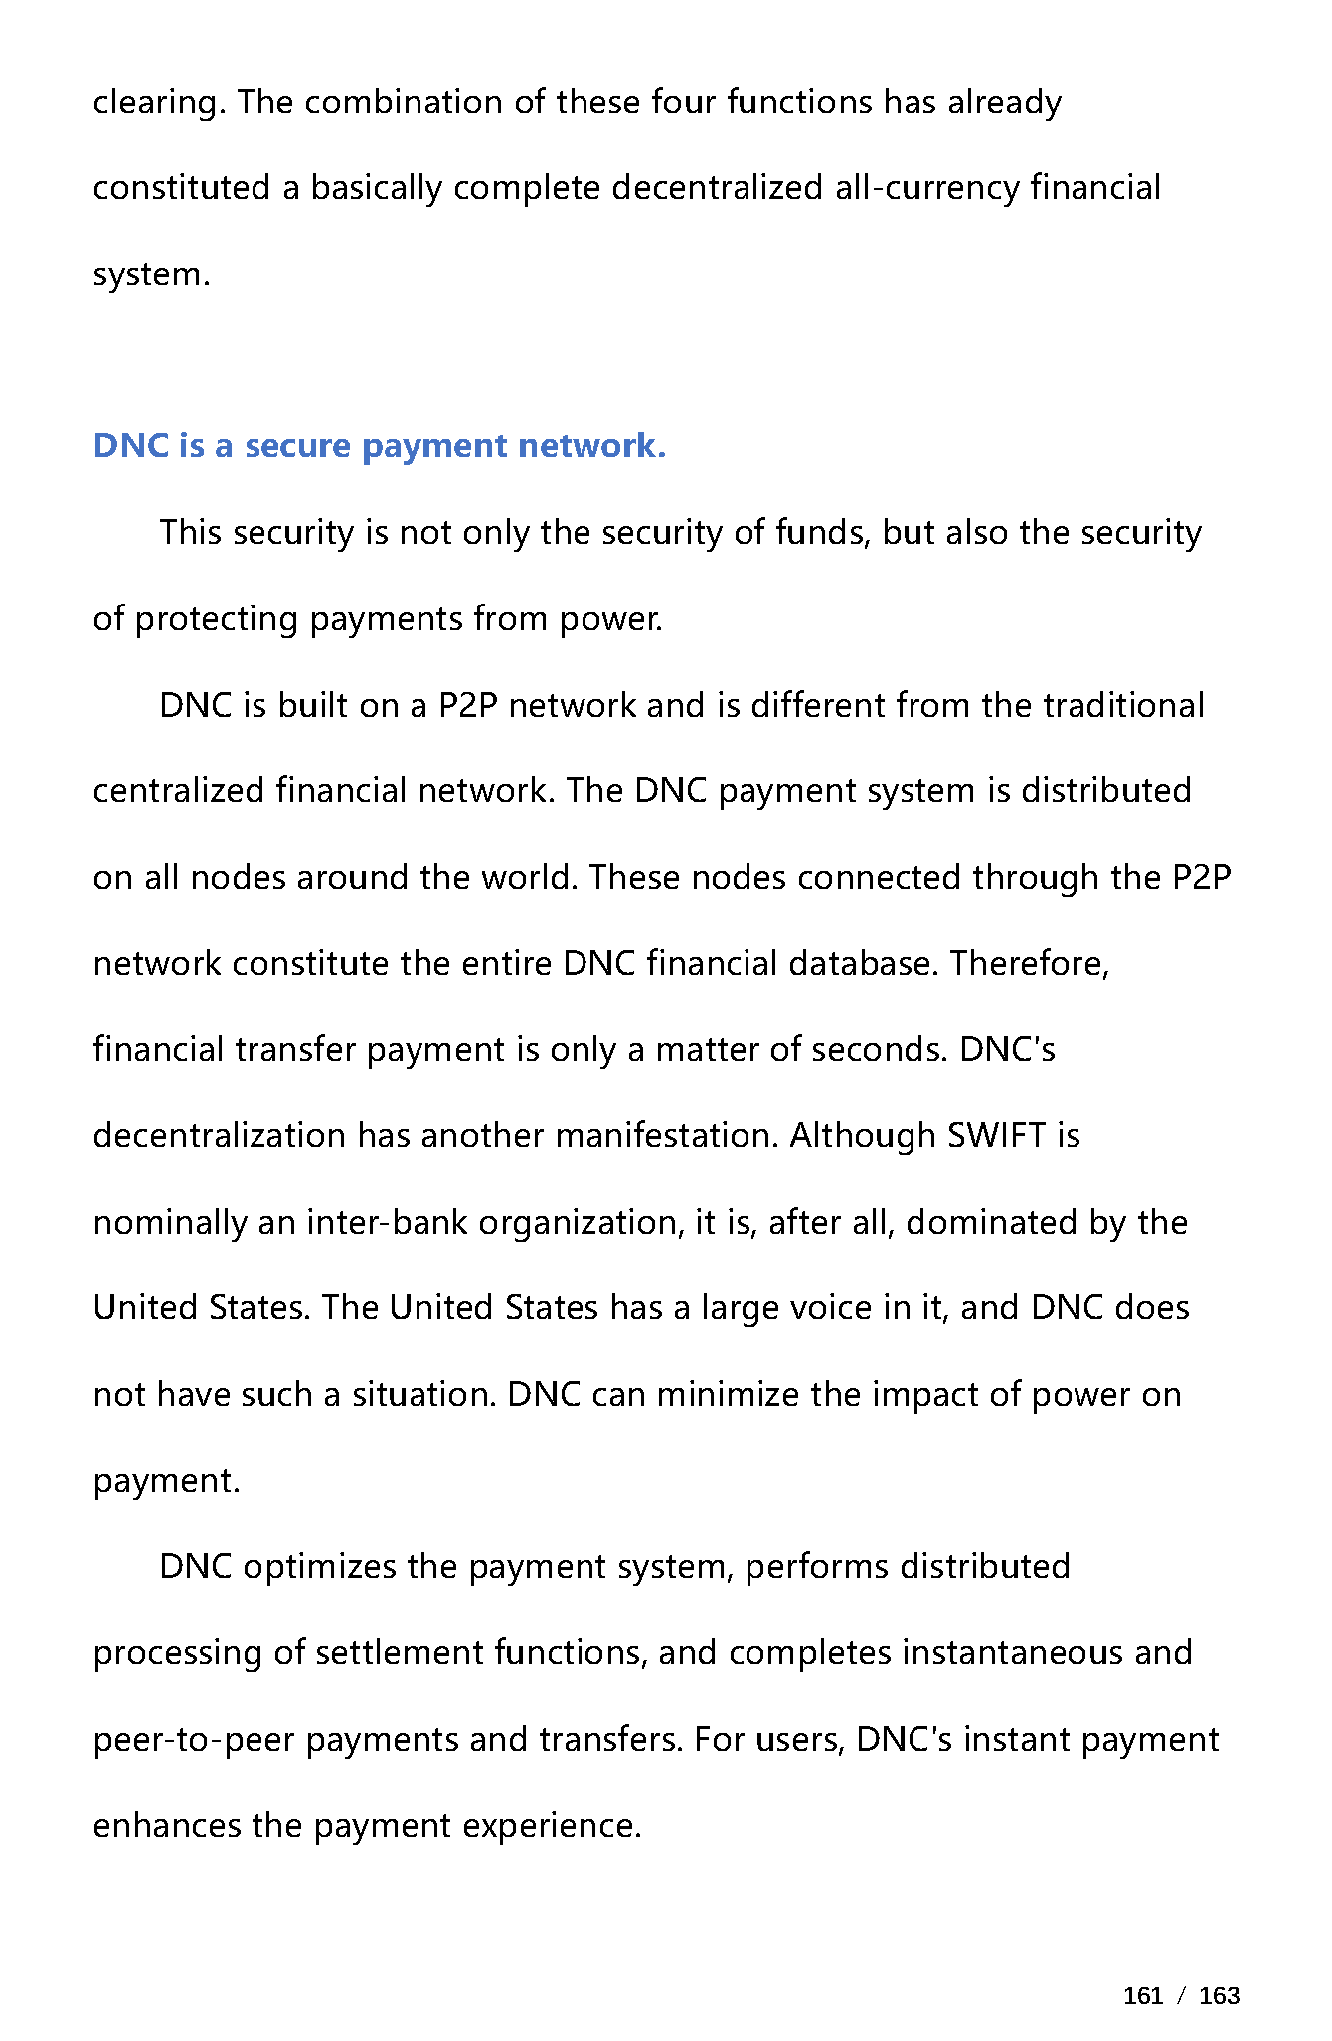 clearing. The combination of these four functions has already
constituted a basically complete decentralized all-currency financial
system.
DNC is a secure payment network.
This security is not only the security of funds, but also the security
of protecting payments from power.
DNC is built on a P2P network and is different from the traditional
centralized financial network. The DNC payment system is distributed
on all nodes around the world. These nodes connected through the P2P
network constitute the entire DNC financial database. Therefore,
financial transfer payment is only a matter of seconds. DNC's
decentralization has another manifestation. Although SWIFT is
nominally an inter-bank organization, it is, after all, dominated by the
United States. The United States has a large voice in it, and DNC does
not have such a situation. DNC can minimize the impact of power on
payment.
DNC optimizes the payment system, performs distributed
processing of settlement functions, and completes instantaneous and
peer-to-peer payments and transfers. For users, DNC's instant payment
enhances the payment experience.
161 / 163